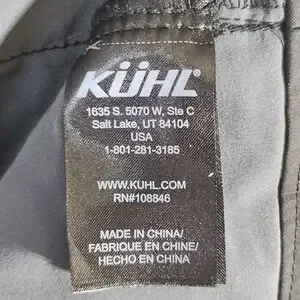 KÜHL
1635 S. 5070 W, Ste C
Salt Lake, UT 84104
USA
1-801-281-3185
WWW.KUHL.COM
RN#108846
MADE IN CHINA/
FABRIQUE EN CHINE/
HECHO EN CHINA